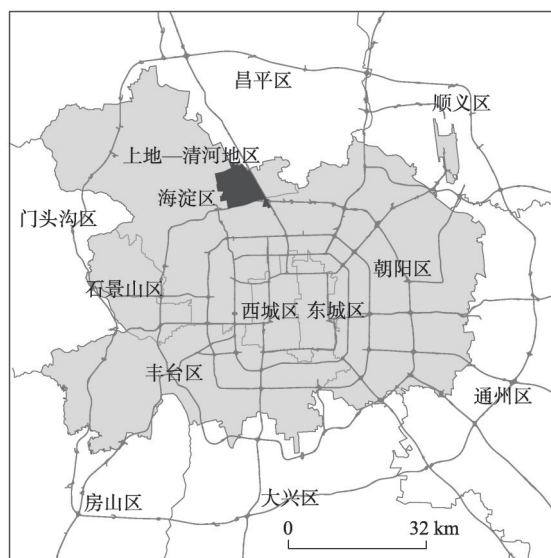 昌平区
顺义区
上地—清河地区
海淀区
门头沟区
朝阳区
石景山区
西城区
东城区
丰台区
通州区
房山区
大兴区
0
32 km